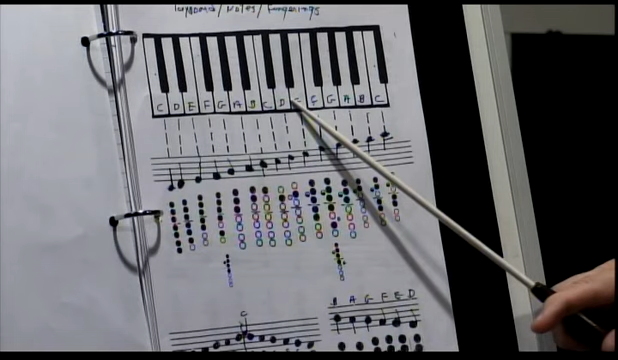 Keyboard / Notes / Fingerings
C D E F G A B C D E F G A B C
C
B A G F E D